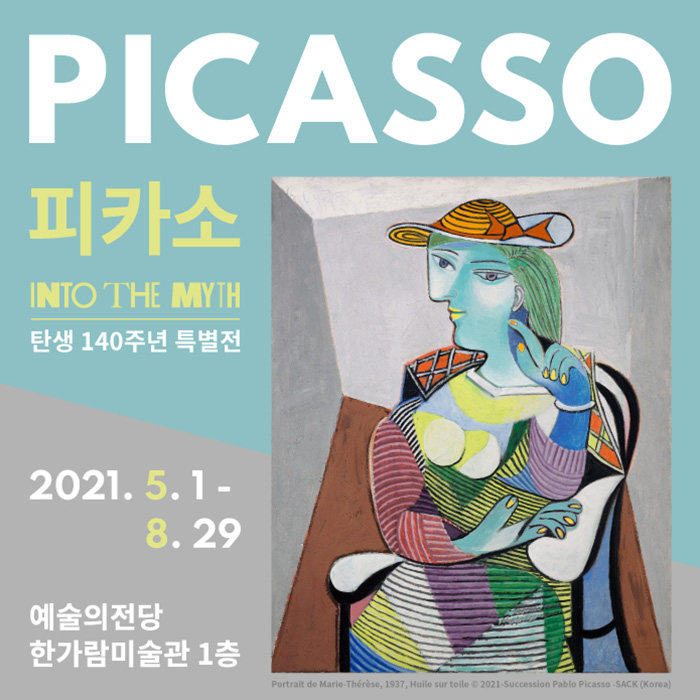 PICASSO
피카소
INTO THE MYTH
탄생 140주년 특별전
2021. 5. 1 -
8. 29
예술의전당
한가람미술관 1층
Portrait de Marie-Thérèse, 1937, Huile sur toile © 2021-Succession Pablo Picasso -SACK (Korea)